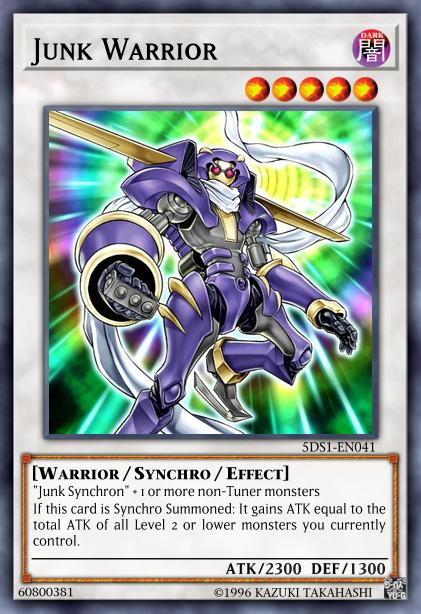 JUNK WARRIOR
DARK
闇
5DS1-EN041
[WARRIOR / SYNCHRO / EFFECT]
"Junk Synchron" + 1 or more non-Tuner monsters
If this card is Synchro Summoned: It gains ATK equal to the
total ATK of all Level 2 or lower monsters you currently
control.
ATK/2300 DEF/1300
60800381
©1996 KAZUKI TAKAHASHI